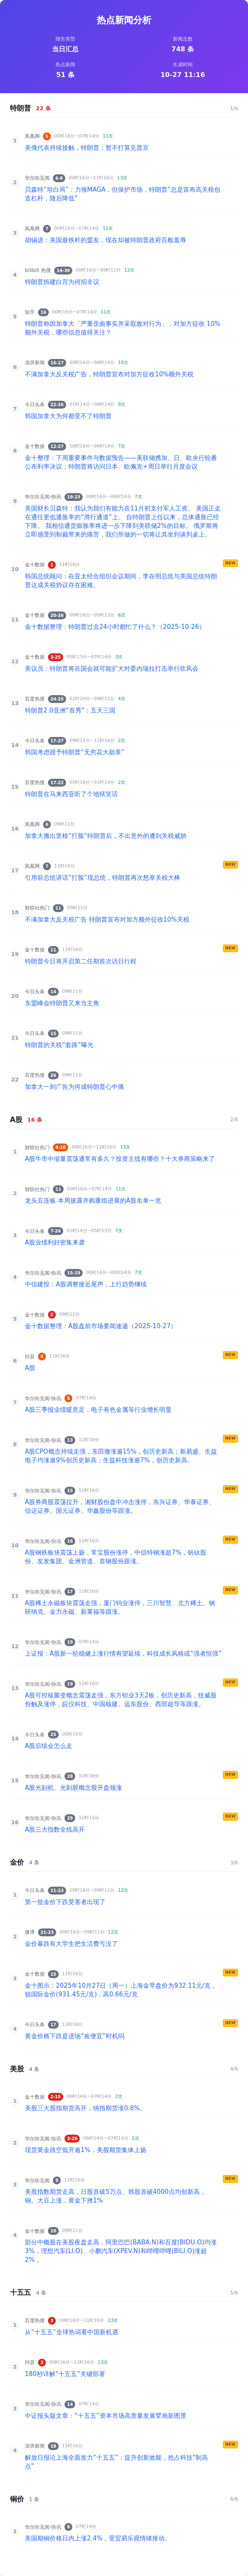 热点新闻分析
报告类型
新闻总数
当日汇总
748 条
热点新闻
生成时间
51 条
10-27 11:16
特朗普 22 条 1/6
1
凤凰网 5 00时16分~07时14分 11次
美俄代表持续接触，特朗普：暂不打算见普京
2
华尔街见闻 6-8 00时16分~11时16分 13次
贝森特“坦白局”：力推MAGA，但保护市场，特朗普“总是宣布高关税创
造杠杆，随后降低”
3
凤凰网 7 00时16分~07时14分 11次
胡锡进：美国最铁杆的盟友，现在却被特朗普政府百般羞辱
4
bilibili 热搜 14-30 00时16分~09时11分 12次
特朗普拆建白宫为何招非议
5
知乎 16 00时16分~07时14分 11次
特朗普称因加拿大「严重歪曲事实并采取敌对行为」，对加方征收 10%
额外关税，哪些信息值得关注？
6
澎湃新闻 16-17 00时16分~06时14分 10次
不满加拿大反关税广告，特朗普宣布对加方征收10%额外关税
7
今日头条 22-26 01时14分~06时14分 8次
韩国加拿大为何都受不了特朗普
8
金十数据 12-27 00时16分~06时14分 7次
金十整理：下周重要事件与数据预告——美联储携加、日、欧央行轮番
公布利率决议；特朗普将访问日本、欧佩克＋周日举行月度会议
9
华尔街见闻-快讯 19-23 00时16分~06时14分 7次
美国财长贝森特：我认为我们有能力在11月初支付军人工资。 美国正走
在通往更低通胀率的“滑行通道”上。 自特朗普上任以来，总体通胀已经
下降。 我相信通货膨胀率将进一步下降到美联储2%的目标。 俄罗斯将
立即感受到制裁带来的痛苦，我们所做的一切将让其坐到谈判桌上。
10
金十数据 1 11时16分
NEW
韩国总统顾问：在亚太经合组织会议期间，李在明总统与美国总统特朗
普达成关税协议存在困难。
11
金十数据 20-26 00时16分~05时13分 6次
金十数据整理：特朗普过去24小时都忙了什么？（2025-10-26）
12
金十数据 3-25 05时13分~07时14分 3次
美议员：特朗普将在国会就可能扩大对委内瑞拉打击举行吹风会
13
百度热搜 24-25 02时20分~09时11分 4次
特朗普2.0亚洲“首秀”：五天三国
14
今日头条 17-27 09时11分~11时16分 2次
韩国考虑授予特朗普“无穷花大勋章”
15
百度热搜 17-22 00时16分~01时14分 2次
特朗普在马来西亚听了个地狱笑话
16
凤凰网 6 09时11分
加拿大搬出里根“打脸”特朗普后，不出意外的遭到关税威胁
17
凤凰网 7 11时16分
NEW
引用前总统讲话“打脸”现总统，特朗普再次怒举关税大棒
18
财联社热门 11 09时11分
不满加拿大反关税广告 特朗普宣布对加方额外征收10%关税
19
金十数据 11 11时16分
NEW
特朗普今日将开启第二任期首次访日行程
20
今日头条 14 09时11分
东盟峰会特朗普又来当主角
21
今日头条 15 09时11分
特朗普的关税“套路”曝光
22
百度热搜 26 09时11分
加拿大一则广告为何成特朗普心中痛
A股 16 条 2/6
1
财联社热门 4-10 00时16分~11时16分 13次
A股牛市中缩量震荡通常有多久？投资主线有哪些？十大券商策略来了
2
财联社热门 11 00时16分~07时14分 11次
龙头五连板 本周披露并购重组进展的A股名单一览
3
今日头条 7-24 01时14分~05时13分 7次
A股业绩利好密集来袭
4
华尔街见闻-快讯 15-18 00时16分~06时14分 7次
中信建投：A股调整接近尾声，上行趋势继续
5
金十数据 2 09时11分
金十数据整理：A股盘前市场要闻速递（2025-10-27）
6
抖音 4 11时16分
NEW
A股
7
华尔街见闻-快讯 5 07时14分
A股三季报业绩暖意足，电子有色金属等行业增长明显
8
华尔街见闻-快讯 13 11时16分
NEW
A股CPO概念持续走强，东田微涨逾15%，创历史新高；新易盛、生益
电子均涨逾9%创历史新高；生益科技涨逾7%，创历史新高。
9
华尔街见闻-快讯 15 11时16分
NEW
A股券商股震荡拉升，湘财股份盘中冲击涨停，东兴证券、华泰证券、
信达证券、国元证券、华鑫股份等跟涨。
10
华尔街见闻-快讯 16 11时16分
NEW
A股钢铁板块震荡上扬，常宝股份涨停，中信特钢涨超7%，钒钛股
份、友发集团、金洲管道、首钢股份跟涨。
11
华尔街见闻-快讯 17 11时16分
NEW
A股稀土永磁板块震荡走强，厦门钨业涨停，三川智慧、北方稀土、钢
研纳克、金力永磁、新莱福等跟涨。
12
华尔街见闻-快讯 19 07时14分
上证报：A股新一轮稳健上涨行情有望延续，科技成长风格或“强者恒强”
13
华尔街见闻-快讯 19 11时16分
NEW
A股可控核聚变概念震荡走强，东方钽业3天2板，创历史新高，纽威股
份触及涨停，皖仪科技、中国核建、远东股份、西部超导等跟涨。
14
今日头条 25 00时16分
A股后续会怎么走
15
华尔街见闻-快讯 28 11时16分
NEW
A股光刻机、光刻胶概念股开盘领涨
16
华尔街见闻-快讯 29 11时16分
NEW
A股三大指数全线高开
金价 4 条 3/6
1
今日头条 21-23 00时16分~09时11分 12次
第一批金价下跌受害者出现了
2
微博 21-23 00时16分~09时11分 12次
金价暴跌有大学生把生活费亏没了
3
金十数据 15 11时16分
NEW
金十图示：2025年10月27日（周一）上海金早盘价为932.11元/克，
较国际金价(931.45元/克)，高0.66元/克
4
今日头条 17 11时16分
NEW
黄金价格下跌是进场“捡便宜”时机吗
美股 4 条 4/6
1
金十数据 2-15 06时14分~07时14分 2次
美股三大股指期货高开，纳指期货涨0.8%。
2
华尔街见闻-快讯 3-26 06时14分~07时14分 2次
现货黄金跳空低开逾1%，美股期货集体上扬
3
华尔街见闻 9 11时16分
NEW
美股指数期货走高，日股首破5万点、韩股首破4000点均创新高，
铜、大豆上涨，黄金下挫1%
4
金十数据 10 09时11分
部分中概股在美股夜盘走高，阿里巴巴(BABA.N)和百度(BIDU.O)均涨
3%，理想汽车(LI.O)、小鹏汽车(XPEV.N)和哔哩哔哩(BILI.O)涨超
2%，
十五五 4 条 5/6
1
百度热搜 3 00时16分~11时16分 13次
从“十五五”全球热词看中国新机遇
2
抖音 3 00时16分~11时16分 13次
180秒详解“十五五”关键部署
3
华尔街见闻-快讯 14 07时14分
中证报头版文章：“十五五”资本市场高质量发展擘画新图景
4
澎湃新闻 18 11时16分
NEW
解放日报论上海全面发力“十五五”：提升创新效能，抢占科技“制高
点”
铜价 1 条 6/6
1
华尔街见闻-快讯 6 07时14分
美国期铜价格日内上涨2.4%，受贸易乐观情绪推动。